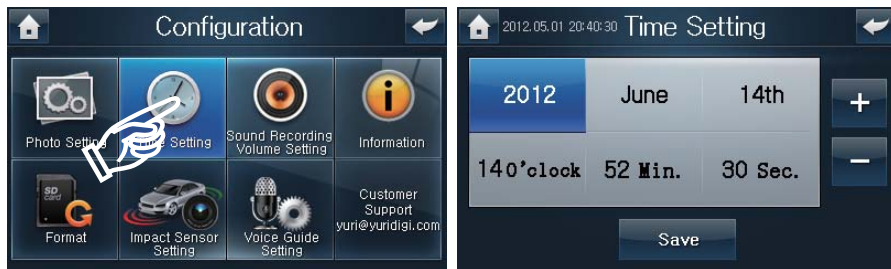 Configuration
Photo Setting
Time Setting
Sound Recording
Volume Setting
Information
SD
card
Format
Impact Sensor
Setting
Voice Guide
Setting
Customer
Support
yuri@yuridigi.com
2012.05.01 20:40:30 Time Setting
2012 June 14th
14 0'clock 52 Min. 30 Sec.
+
-
Save